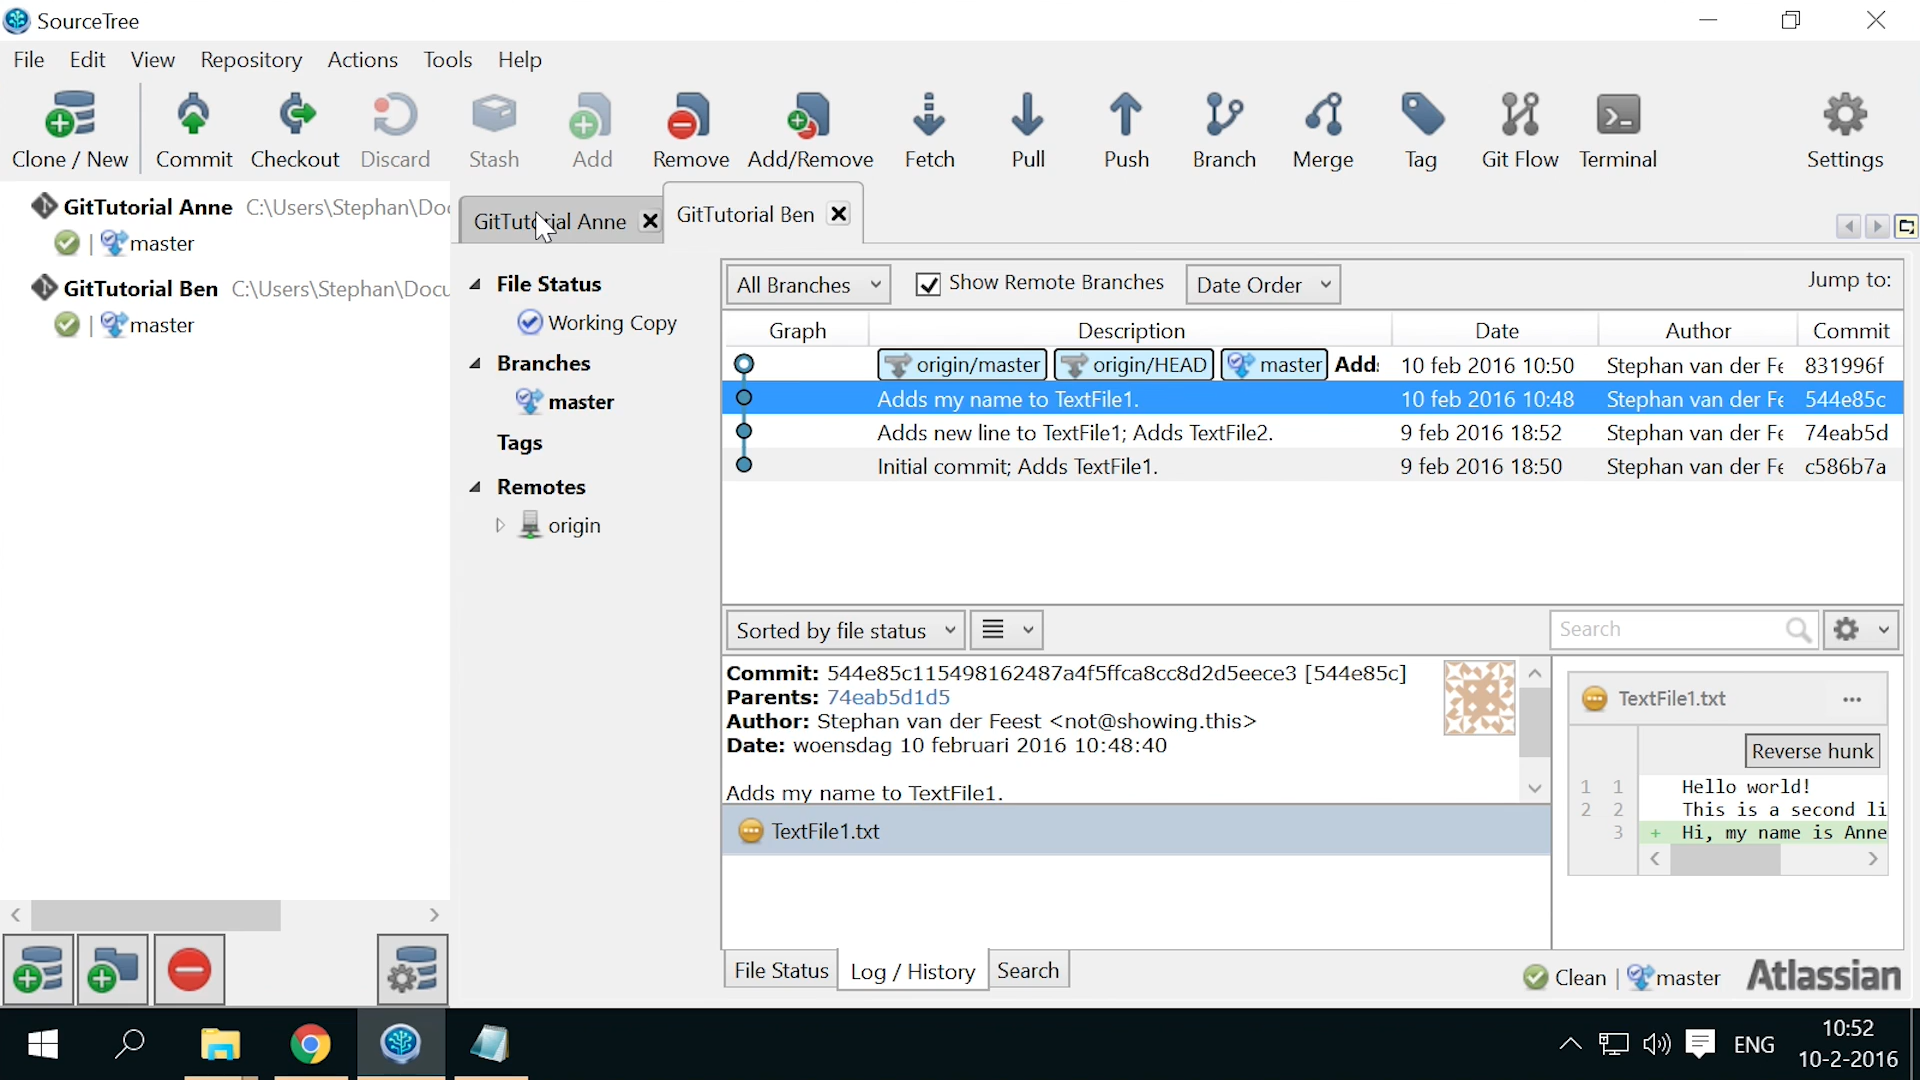 SourceTree
File Edit View Repository Actions Tools Help
Clone / New Commit Checkout Discard Stash Add Remove Add/Remove Fetch Pull Push Branch Merge Tag Git Flow Terminal Settings
GitTutorial Anne C:\Users\Stephan\Doc
master
GitTutorial Ben C:\Users\Stephan\Docu
master
GitTutorial Anne GitTutorial Ben
File Status
Working Copy
Branches
master
Tags
Remotes
origin
All Branches Show Remote Branches Date Order Jump to:
Graph Description Date Author Commit
origin/master origin/HEAD master Adds 10 feb 2016 10:50 Stephan van der Fe 831996f
Adds my name to TextFile1. 10 feb 2016 10:48 Stephan van der Fe 544e85c
Adds new line to TextFile1; Adds TextFile2. 9 feb 2016 18:52 Stephan van der Fe 74eab5d
Initial commit; Adds TextFile1. 9 feb 2016 18:50 Stephan van der Fe c586b7a
Sorted by file status Search
Commit: 544e85c115498162487a4f5ffca8cc8d2d5eece3 [544e85c]
Parents: 74eab5d1d5
Author: Stephan van der Feest <not@showing.this>
Date: woensdag 10 februari 2016 10:48:40
Adds my name to TextFile1.
TextFile1.txt
TextFile1.txt ...
Reverse hunk
1 1 Hello world!
2 2 This is a second li
3 + Hi, my name is Anne
File Status Log / History Search
Clean master Atlassian
ENG 10:52
10-2-2016